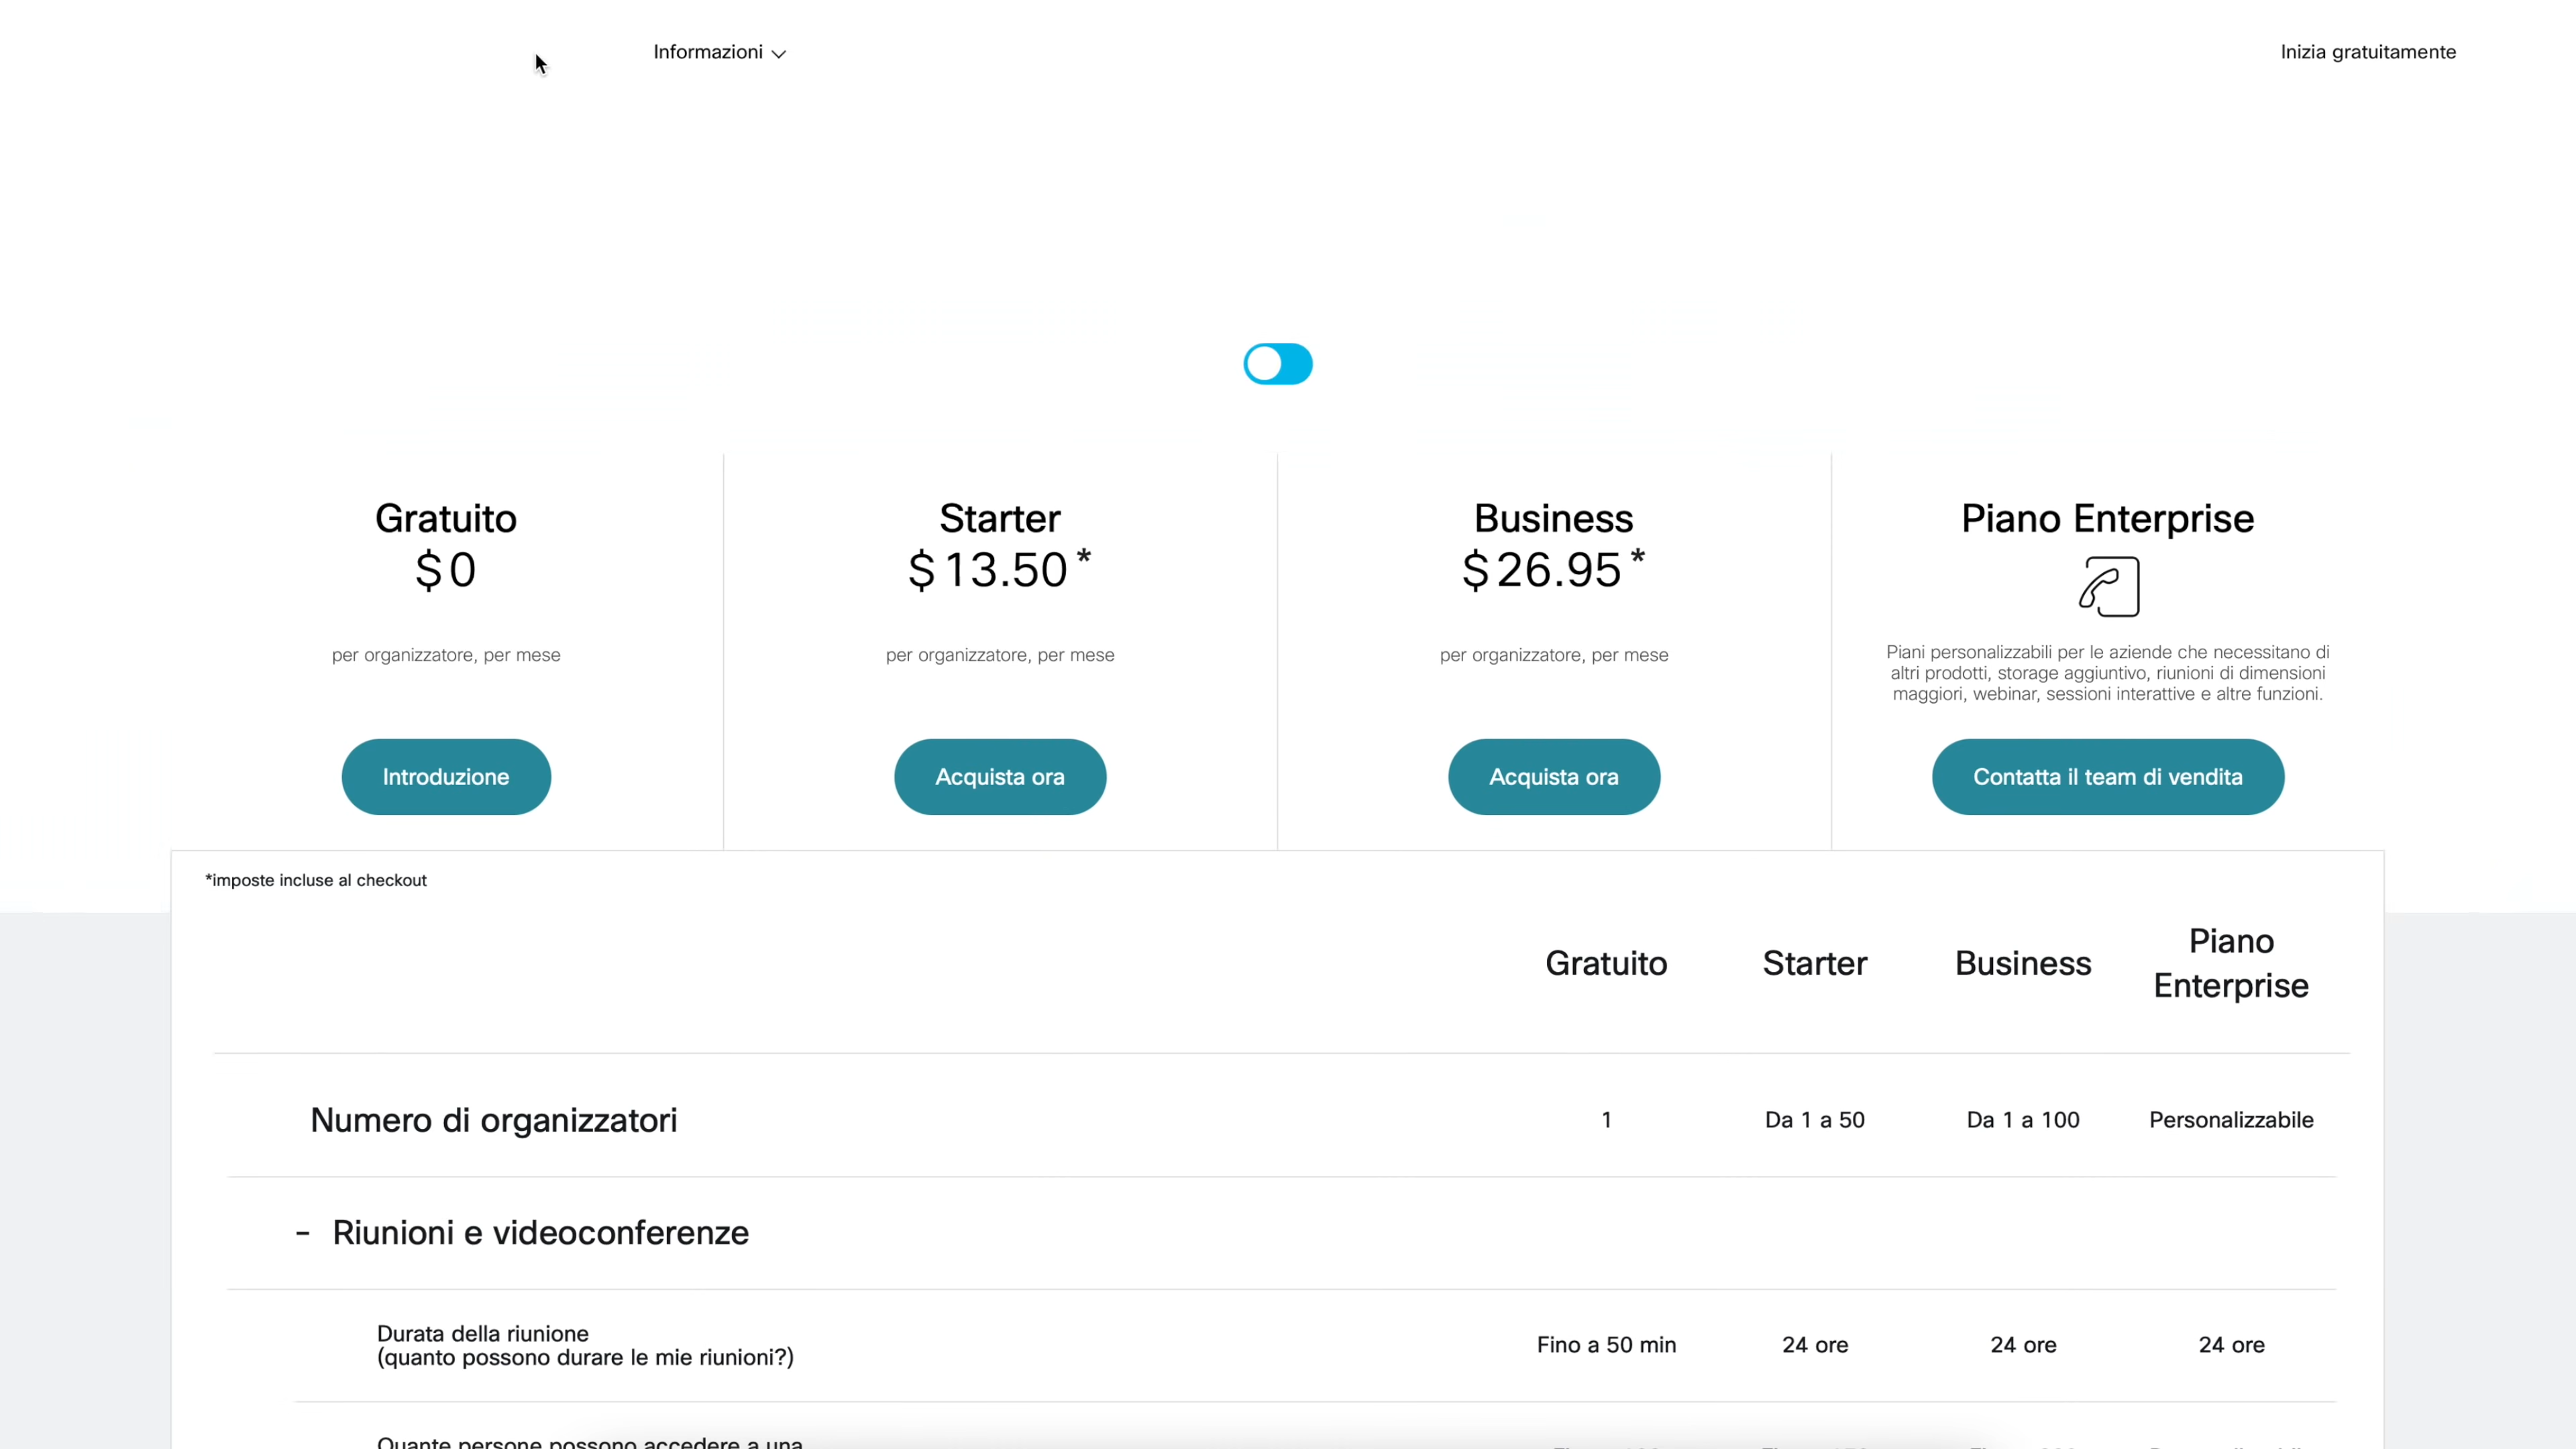 Informazioni
Inizia gratuitamente
Gratuito
$0
per organizzatore, per mese
Introduzione
Starter
$13.50*
per organizzatore, per mese
Acquista ora
Business
$26.95*
per organizzatore, per mese
Acquista ora
Piano Enterprise
Piani personalizzabili per le aziende che necessitano di
altri prodotti, storage aggiuntivo, riunioni di dimensioni
maggiori, webinar, sessioni interattive e altre funzioni.
Contatta il team di vendita
*imposte incluse al checkout
Gratuito Starter Business Piano Enterprise
Numero di organizzatori 1 Da 1 a 50 Da 1 a 100 Personalizzabile
- Riunioni e videoconferenze
Durata della riunione
(quanto possono durare le mie riunioni?) Fino a 50 min 24 ore 24 ore 24 ore
Quante persone possono accedere a una